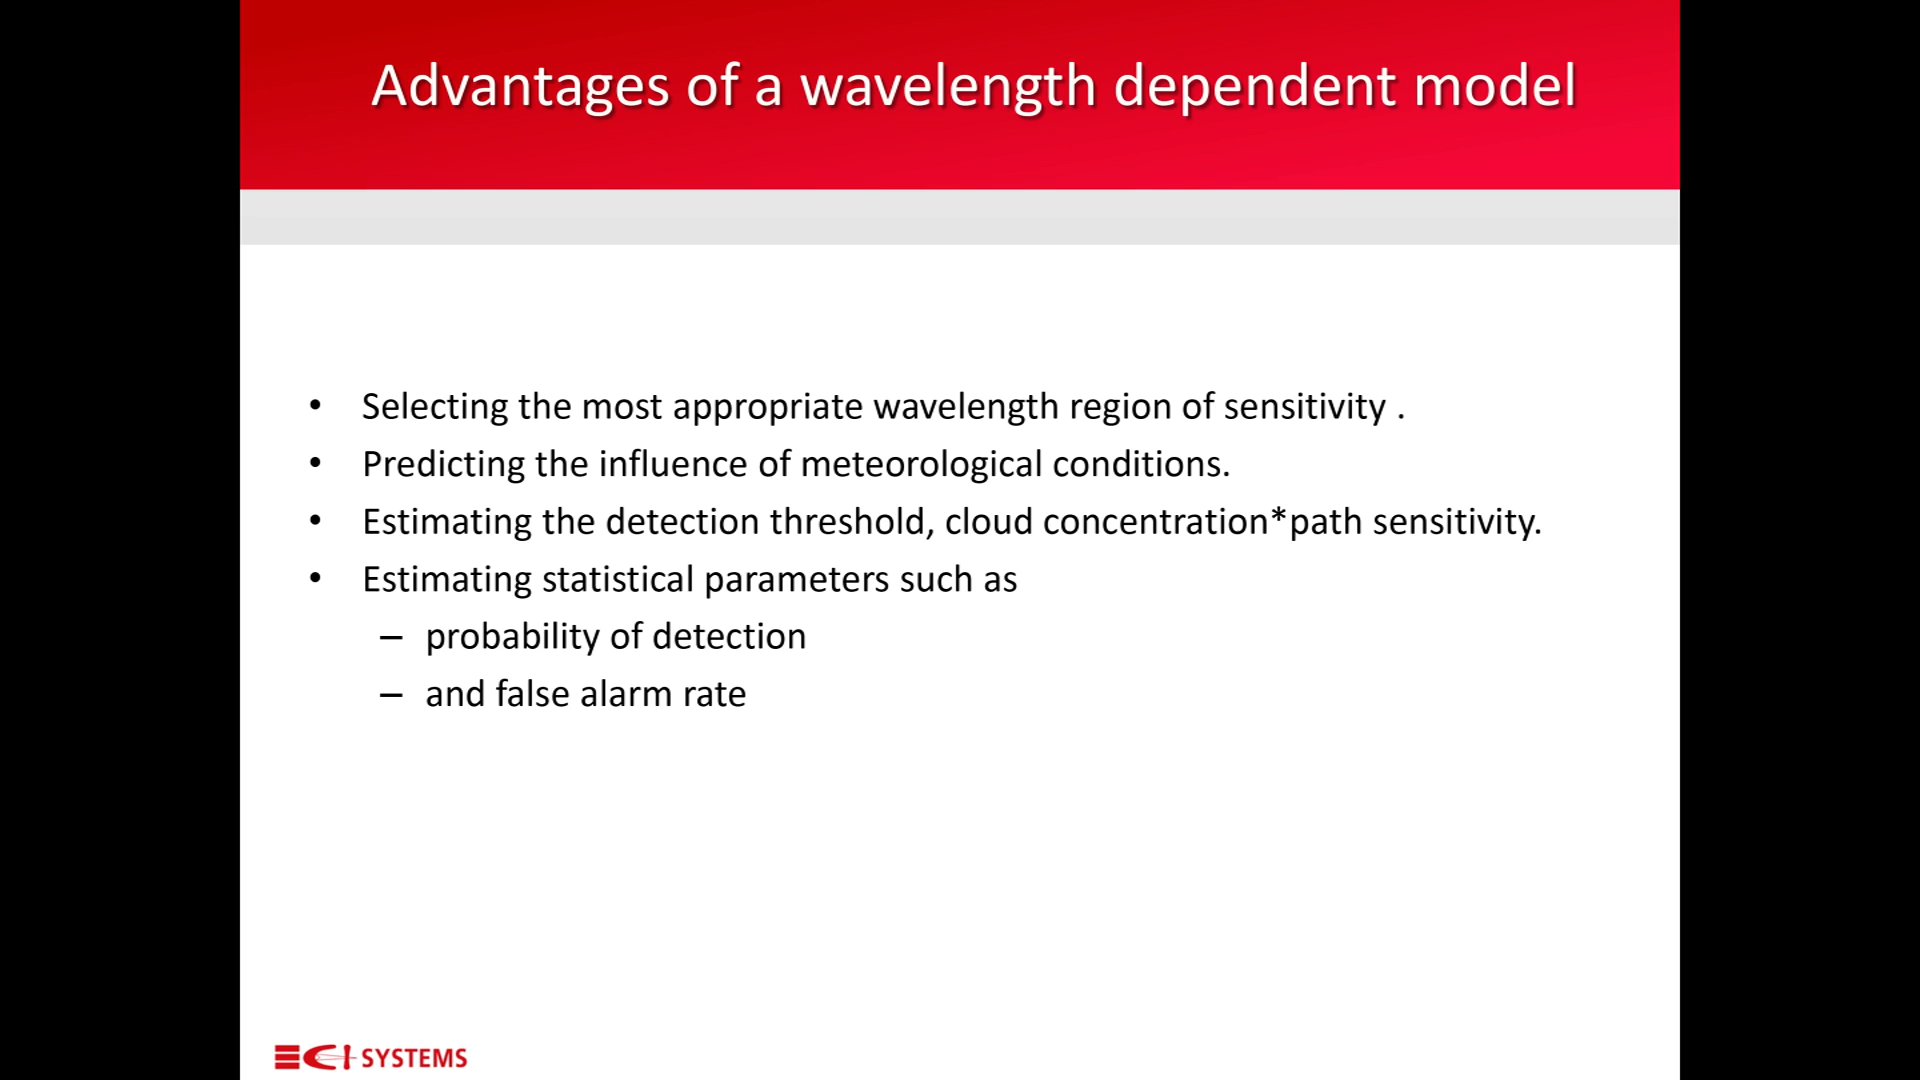 Advantages of a wavelength dependent model
• Selecting the most appropriate wavelength region of sensitivity .
• Predicting the influence of meteorological conditions.
• Estimating the detection threshold, cloud concentration*path sensitivity.
• Estimating statistical parameters such as
– probability of detection
– and false alarm rate
CI SYSTEMS